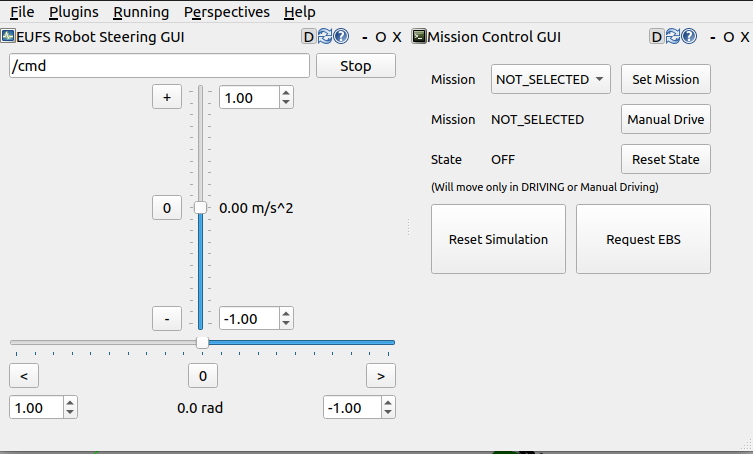 File Plugins Running Perspectives Help
EUFS Robot Steering GUI D - O X
/cmd Stop
+ 1.00
0 0.00 m/s^2
- -1.00
< 0 >
1.00 0.0 rad -1.00
Mission Control GUI D - O X
Mission NOT_SELECTED Set Mission
Mission NOT_SELECTED Manual Drive
State OFF Reset State
(Will move only in DRIVING or Manual Driving)
Reset Simulation Request EBS